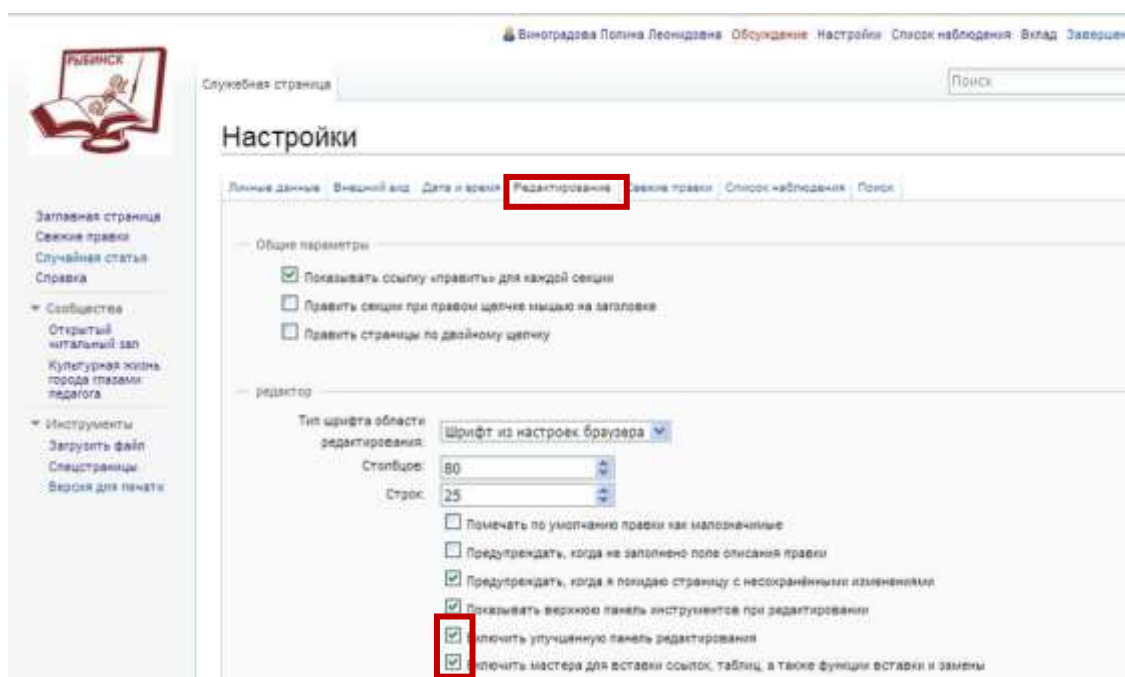 Виноградова Полина Леонидовна Обсуждение Настройки Список наблюдения Вклад Заверше
РЫБИНСК
Служебная страница
Поиск
Настройки
Личные данные Внешний вид Дата и время Редактирование Свежие правки Список наблюдения Поиск
Заглавная страница
Свежие правки
Случайная статья
Справка
Сообщества
Открытый
читальный зал
Культурная жизнь
города глазами
педагога
Инструменты
Загрузить файл
Спецстраницы
Версия для печати
Общие параметры
Показывать ссылку «править» для каждой секции
Править секции при правом щелчке мышью на заголовке
Править страницы по двойному щелчку
редактор
Тип шрифта области
редактирования:
Шрифт из настроек браузера
Столбцов: 80
Строк: 25
Помечать по умолчанию правки как малозначимые
Предупреждать, когда не заполнено поле описания правки
Предупреждать, когда я покидаю страницу с несохранёнными изменениями
Показывать верхнюю панель инструментов при редактировании
Включить улучшенную панель редактирования
Включить мастера для вставки ссылок, таблиц, а также функции вставки и замены